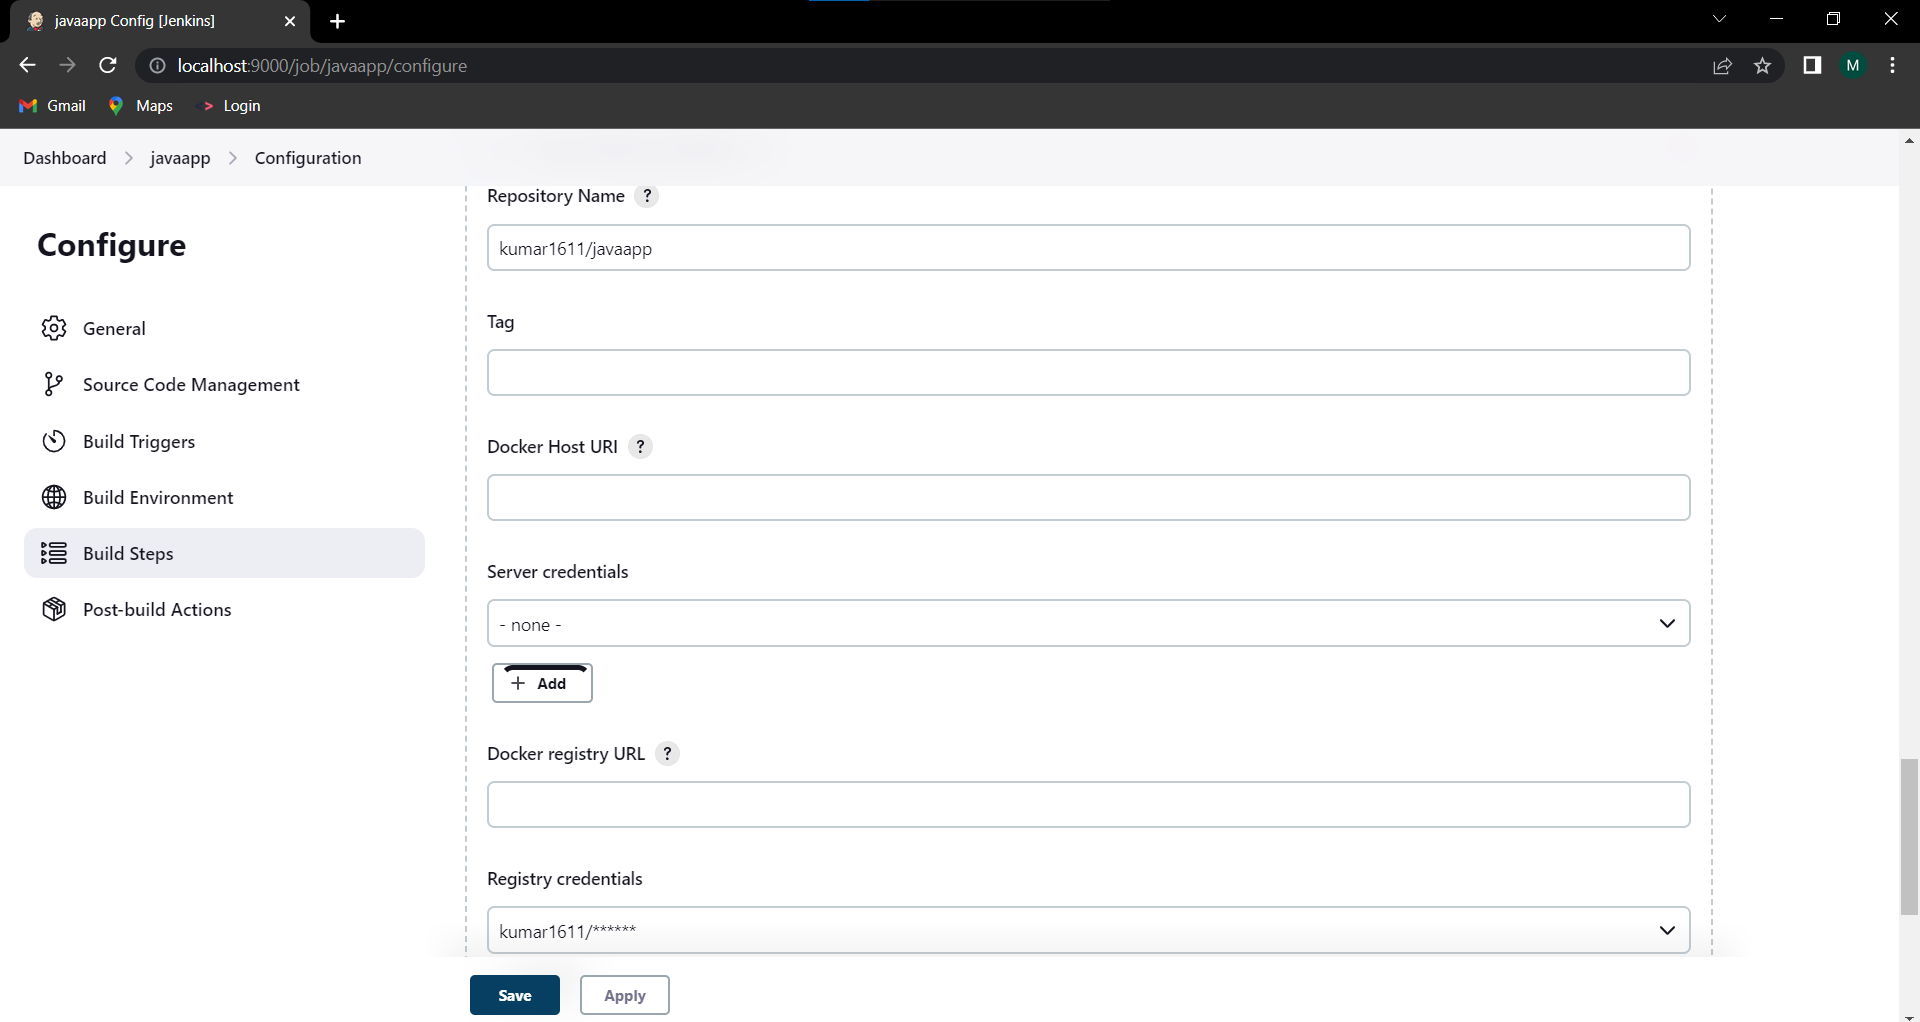 javaapp Config [Jenkins]
localhost:9000/job/javaapp/configure
M
Gmail Maps Login
Dashboard javaapp Configuration
Configure
General
Source Code Management
Build Triggers
Build Environment
Build Steps
Post-build Actions
Repository Name ?
kumar1611/javaapp
Tag
Docker Host URI ?
Server credentials
- none -
+ Add
Docker registry URL ?
Registry credentials
kumar1611/******
Save Apply